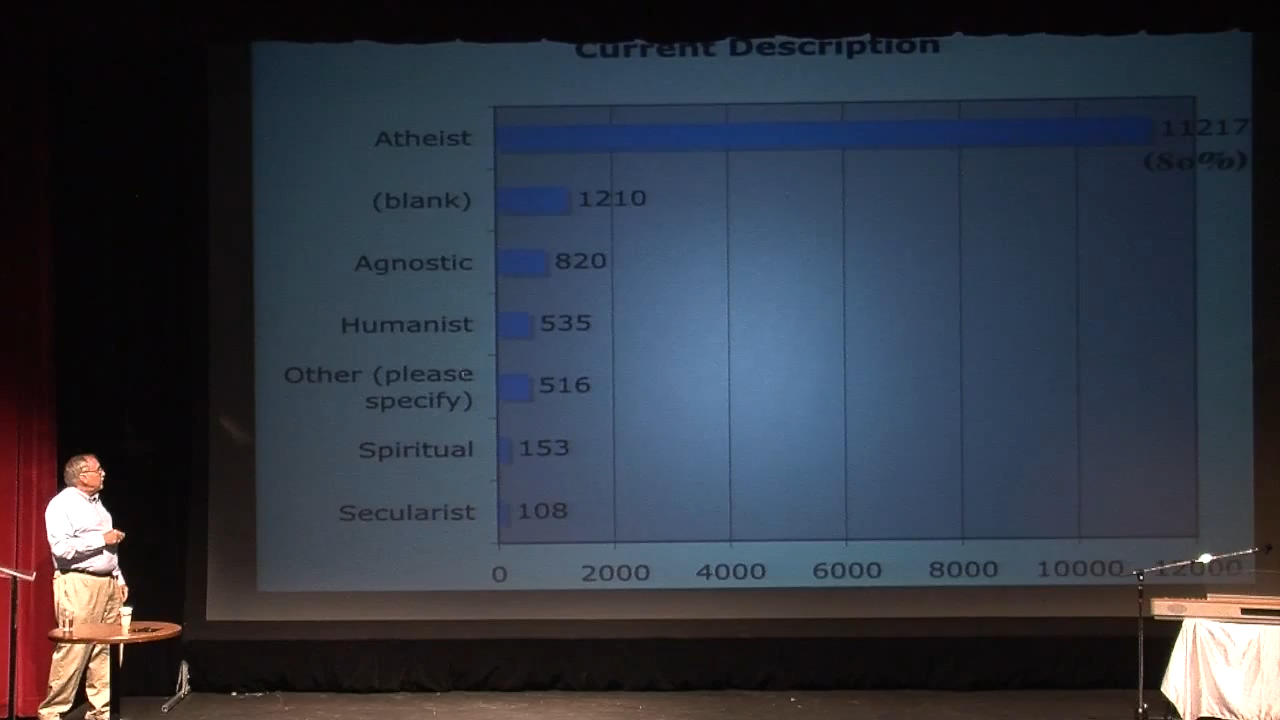 Current Description
Atheist 11217
(80%)
(blank) 1210
Agnostic 820
Humanist 535
Other (please
specify) 516
Spiritual 153
Secularist 108
0 2000 4000 6000 8000 10000 12000